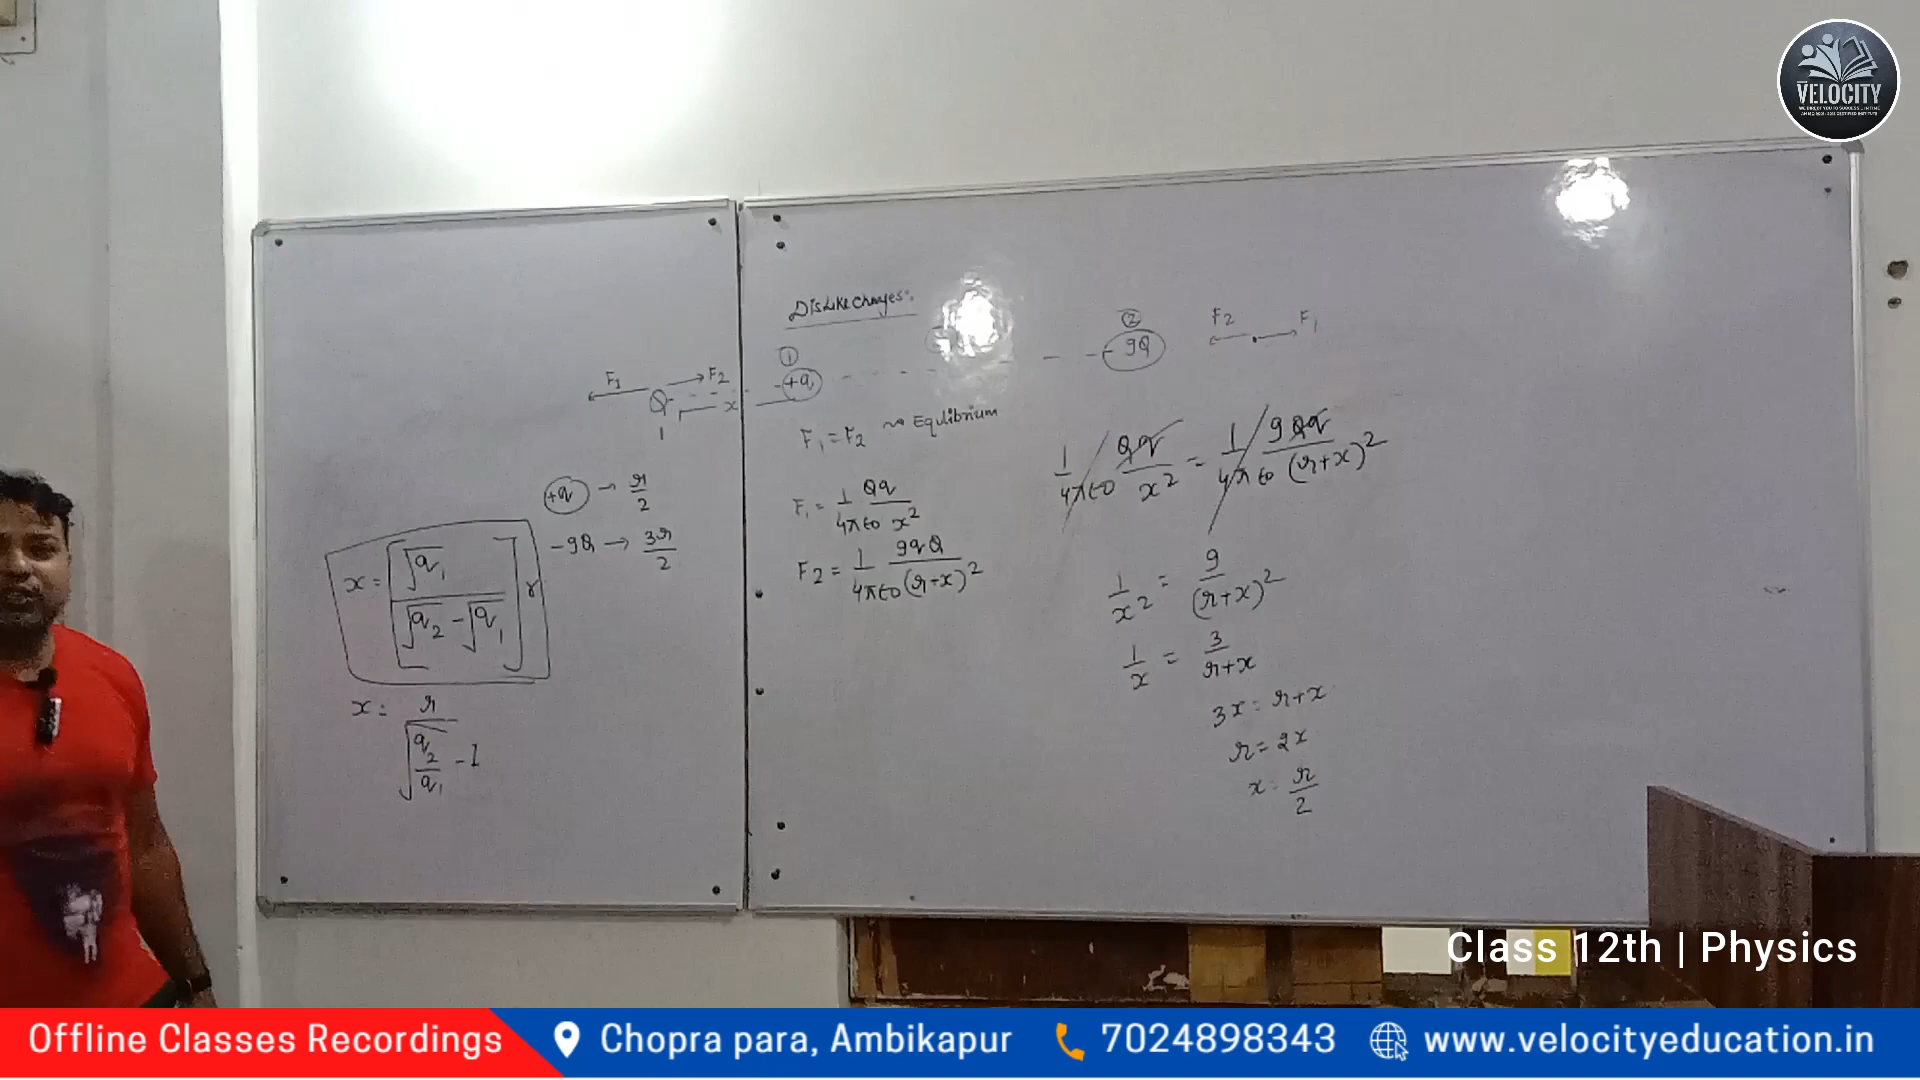 VELOCITY
Dislike Charges:
① +q
② -9Q
F₂ F₁
F₁ Q F₂ x
1
F₁ = F₂ ~ Equlibrium
F₁ = 1/4πε0 Qq/x²
F₂ = 1/4πε0 9qQ/(r+x)²
1/4πε0 Qq/x² = 1/4πε0 9Qq/(r+x)²
1/x² = 9/(r+x)²
1/x = 3/r+x
3x = r+x
r = 2x
x = r/2
+q → r/2
-9Q → 3r/2
x = [√q₁ / √q₂ - √q₁] r
x = r / √(q₂/q₁) - 1
Class 12th | Physics
Offline Classes Recordings
Chopra para, Ambikapur
7024898343
www.velocityeducation.in